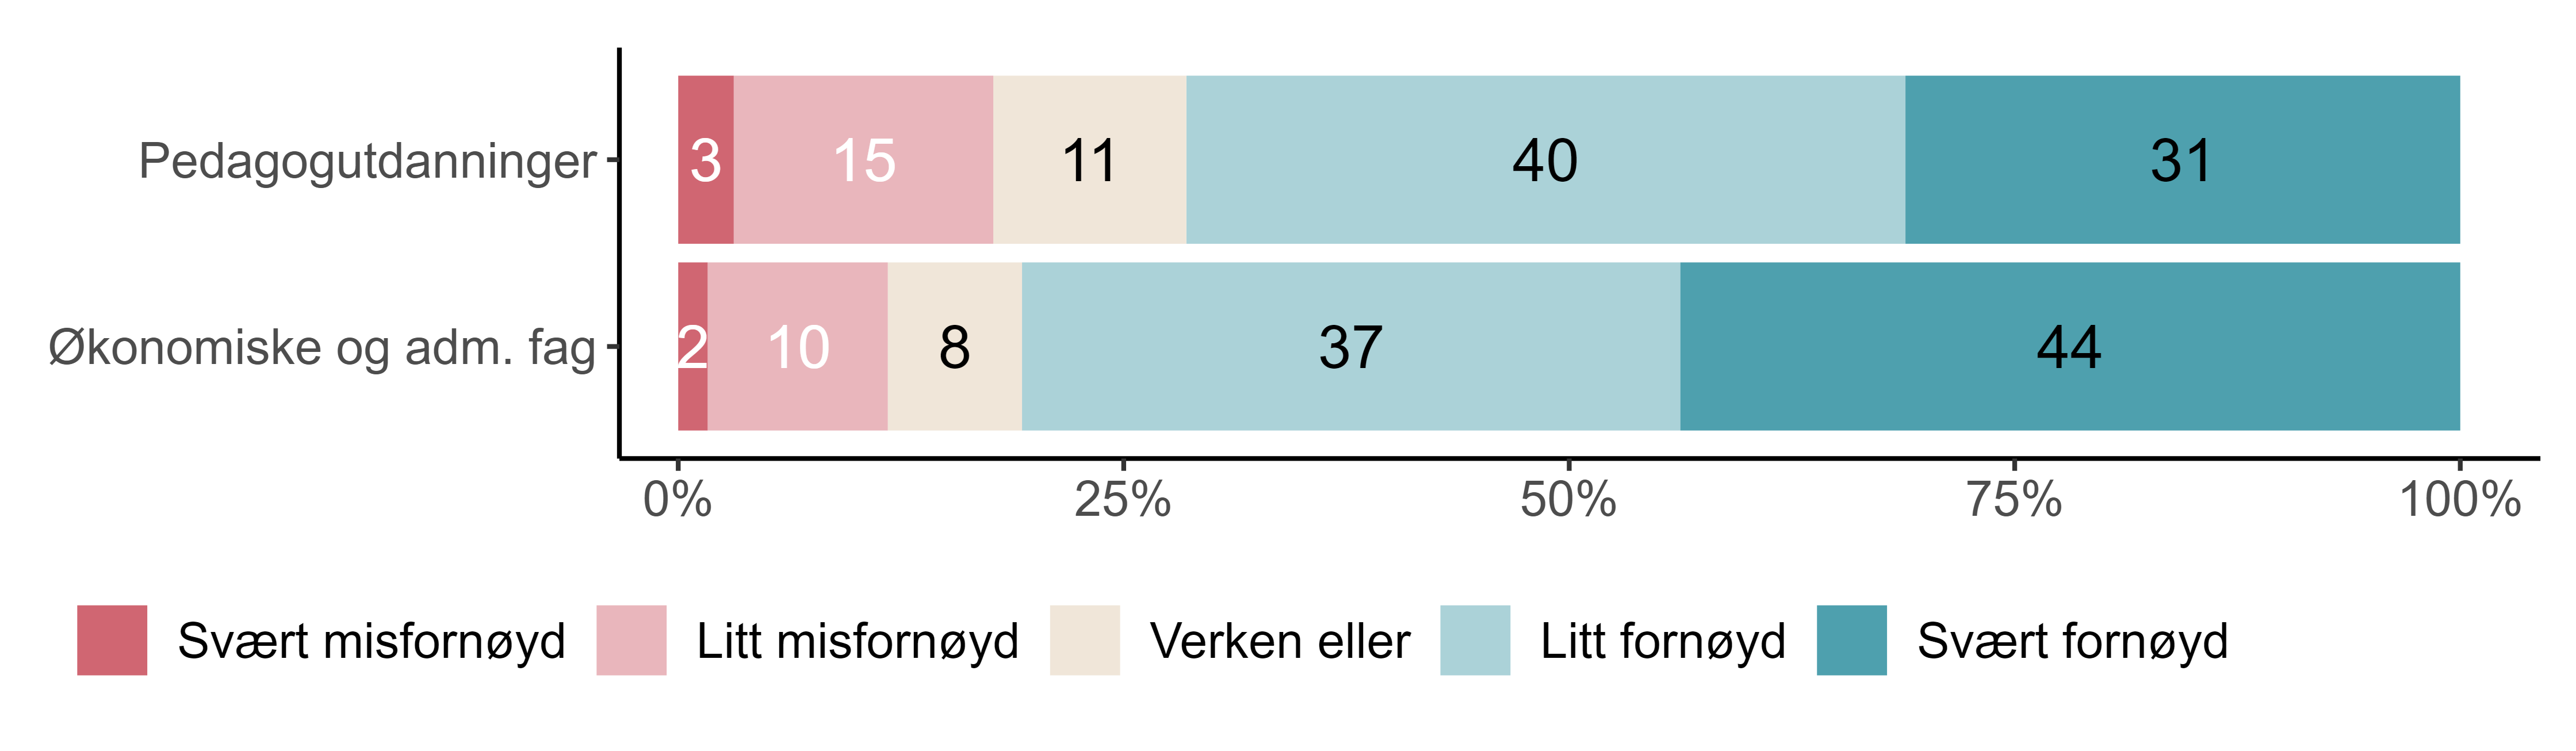 Pedagogutdanninger 3 15 11 40 31
Økonomiske og adm. fag 2 10 8 37 44
0% 25% 50% 75% 100%
Svært misfornøyd Litt misfornøyd Verken eller Litt fornøyd Svært fornøyd